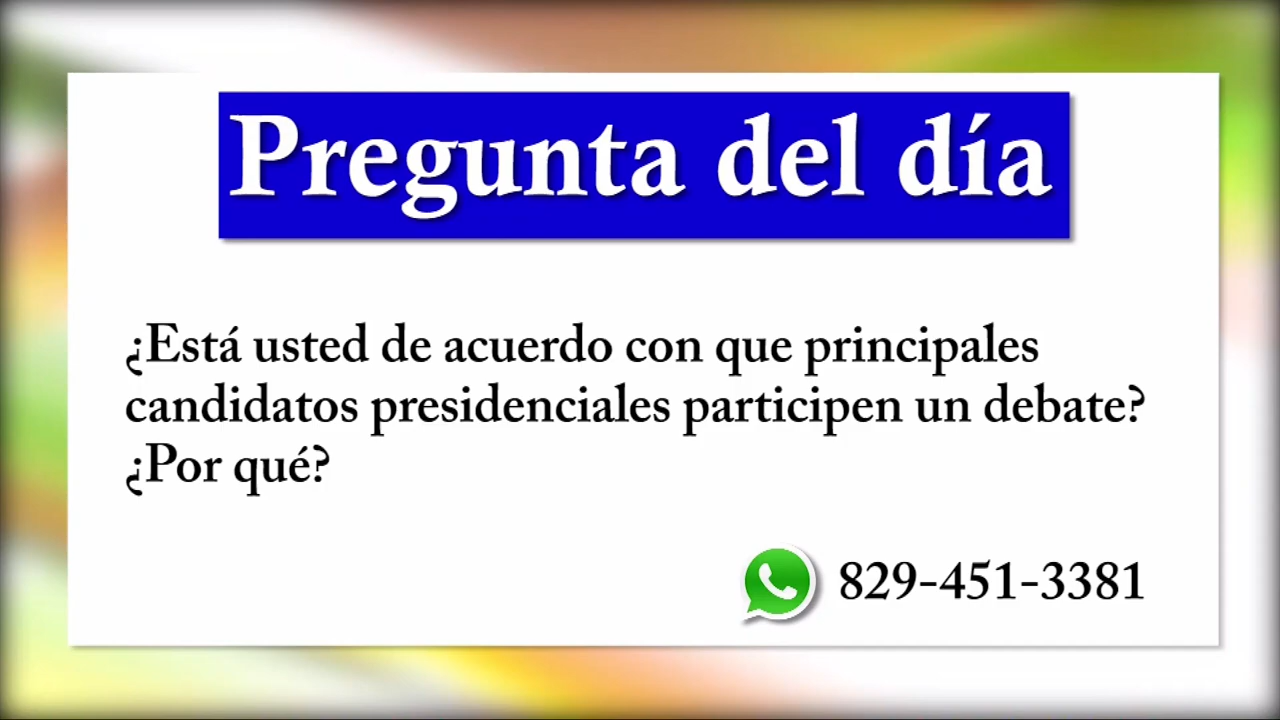 Pregunta del día
¿Está usted de acuerdo con que principales
candidatos presidenciales participen un debate?
¿Por qué?
829-451-3381